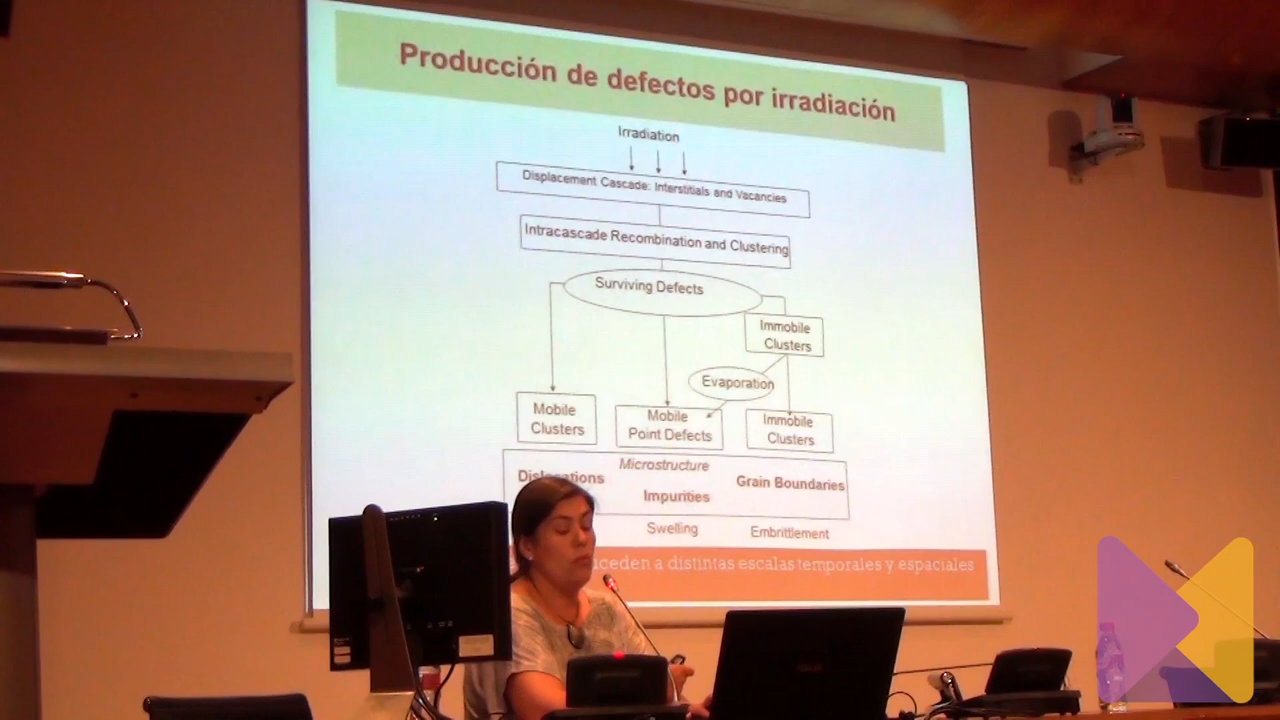 Producción de defectos por irradiación
Irradiation
Displacement Cascade: Interstitials and Vacancies
Intracascade Recombination and Clustering
Surviving Defects
Immobile
Clusters
Evaporation
Mobile
Clusters
Mobile
Point Defects
Immobile
Clusters
Microstructure
Dislocations
Impurities
Grain Boundaries
Swelling
Embrittlement
a distintas escalas temporales y espaciales